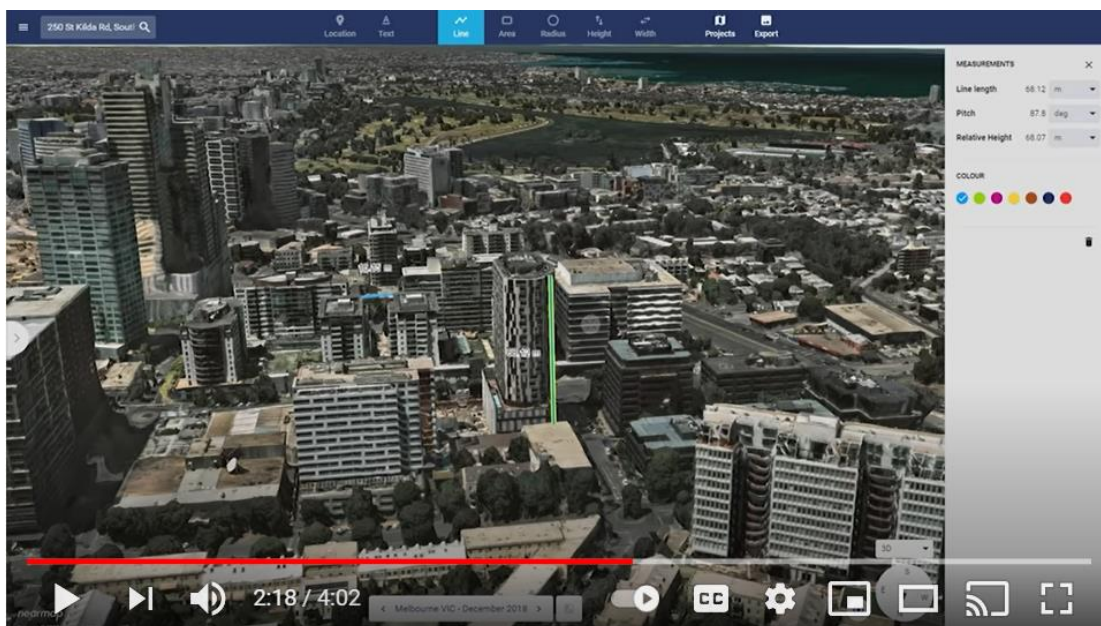 250 St Kilda Rd, Sout
Location
Text
Line
Area
Radius
Height
Width
Projects
Export
MEASUREMENTS
Line length 68.12 m
Pitch 87.8 deg
Relative Height 68.07 m
COLOUR
3D
2:18 / 4:02
CC
Melbourne VIC - December 2018
nearmap